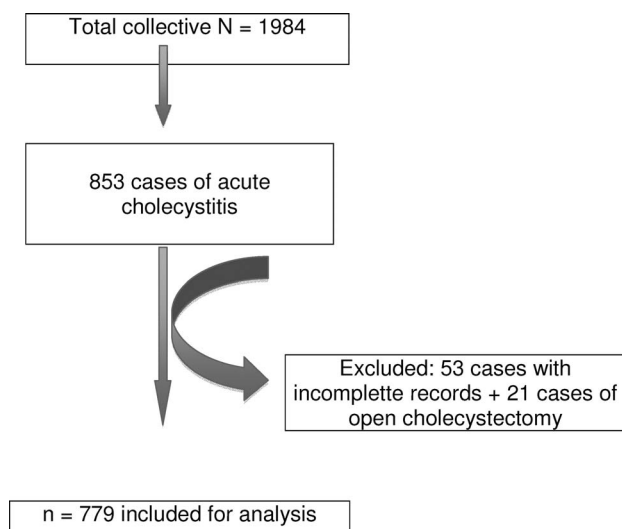 Total collective N = 1984
853 cases of acute
cholecystitis
Excluded: 53 cases with
incomplette records + 21 cases of
open cholecystectomy
n = 779 included for analysis